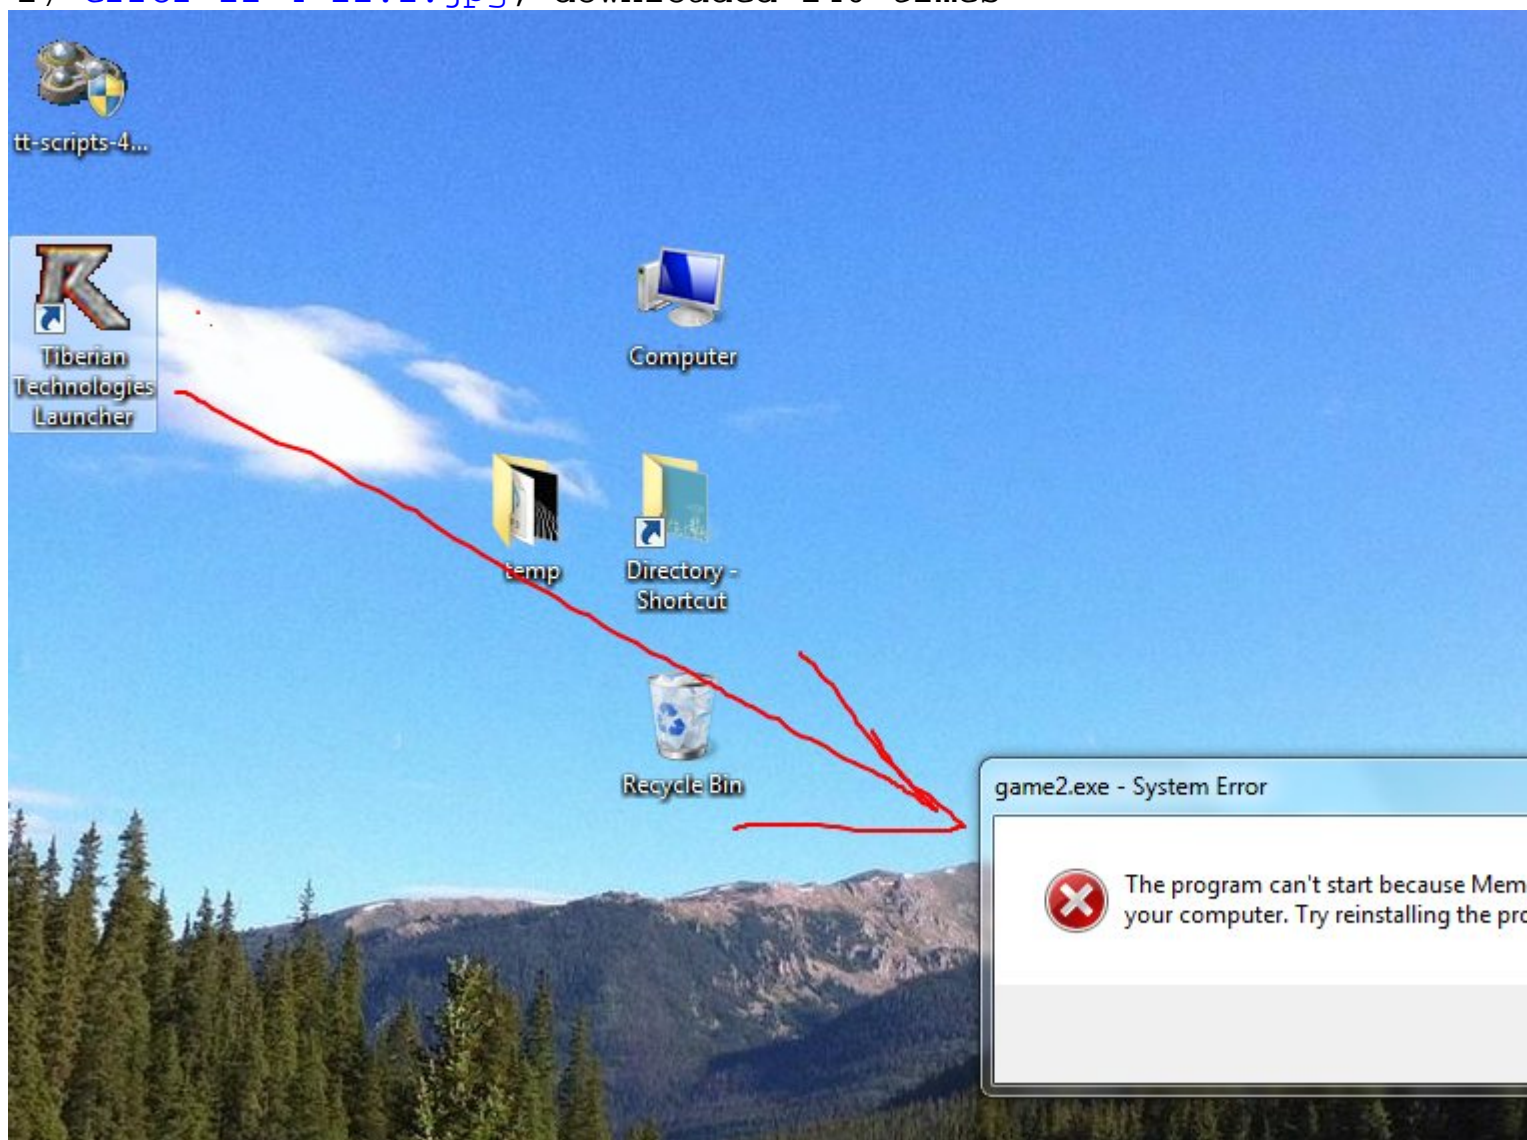 tt-scripts-4...
Tiberian
Technologies
Launcher
Computer
temp
Directory -
Shortcut
Recycle Bin
game2.exe - System Error
The program can't start because Mem
your computer. Try reinstalling the pro